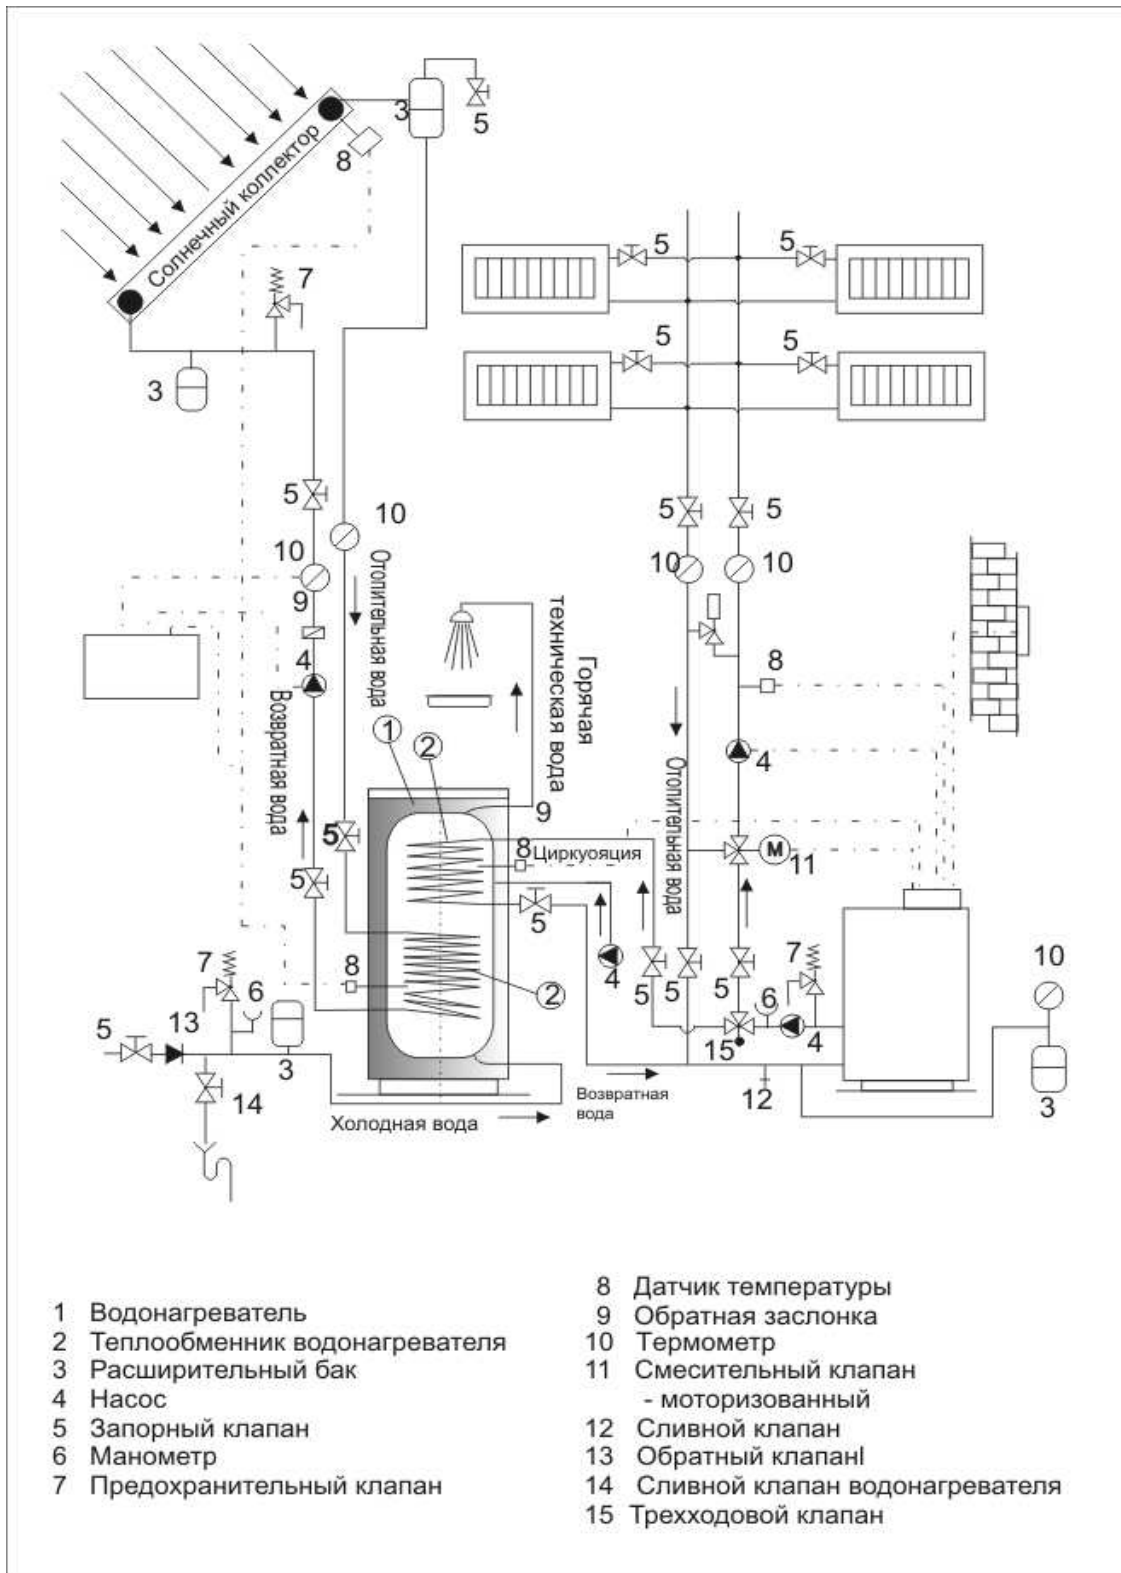 3
5
8
Солнечный коллектор
7
3
5
5
5
5
5
10
10
9
4
Отопительная вода
Возвратная вода
5
5
10
10
техническая вода
Горячая
8
4
Отопительная вода
M
11
1
2
9
5
8
Циркуояция
5
5
4
5
5
5
7
6
15
4
10
3
12
8
2
7
6
5
13
3
14
Возвратная
вода
Холодная вода
1 Водонагреватель
2 Теплообменник водонагревателя
3 Расширительный бак
4 Насос
5 Запорный клапан
6 Манометр
7 Предохранительный клапан
8 Датчик температуры
9 Обратная заслонка
10 Термометр
11 Смесительный клапан
- моторизованный
12 Сливной клапан
13 Обратный клапанl
14 Сливной клапан водонагревателя
15 Трехходовой клапан